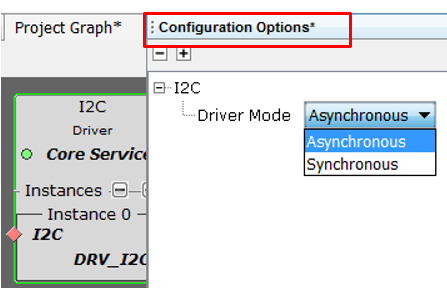 Project Graph*
Configuration Options*
I2C
Driver Mode
Asynchronous
Asynchronous
Synchronous
I2C
Driver
Core Service
Instances
Instance 0
I2C
DRV_I2C